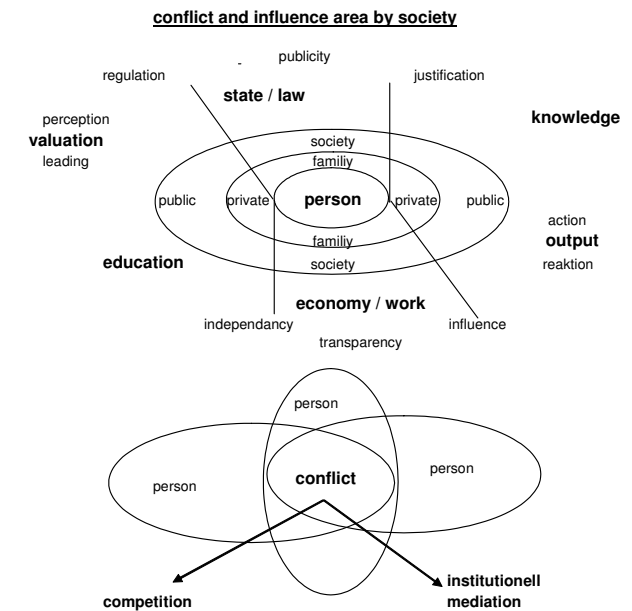 conflict and influence area by society
publicity
regulation
justification
state / law
perception
valuation
leading
knowledge
society
familiy
public
private
person
private
public
familiy
society
action
output
reaktion
education
economy / work
independancy
influence
transparency
person
person
conflict
person
competition
institutionell
mediation